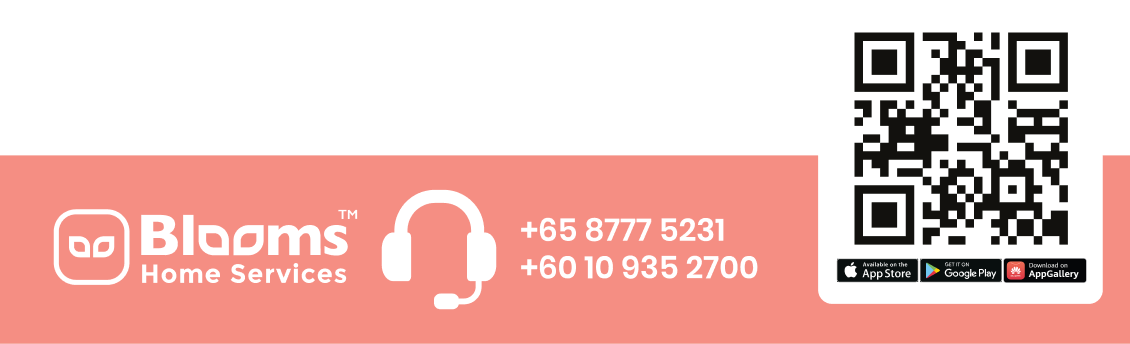 Blooms™
Home Services
+65 8777 5231
+60 10 935 2700
Available on the
App Store
GET IT ON
Google Play
Download on
AppGallery